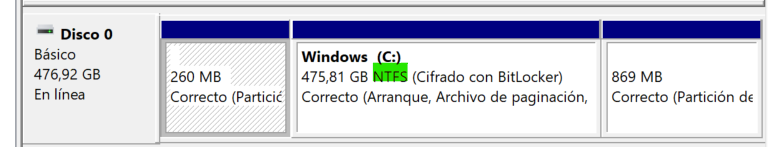 Disco 0
Básico
476,92 GB
En línea
260 MB
Correcto (Partició
Windows (C:)
475,81 GB NTFS (Cifrado con BitLocker)
Correcto (Arranque, Archivo de paginación,
869 MB
Correcto (Partición de